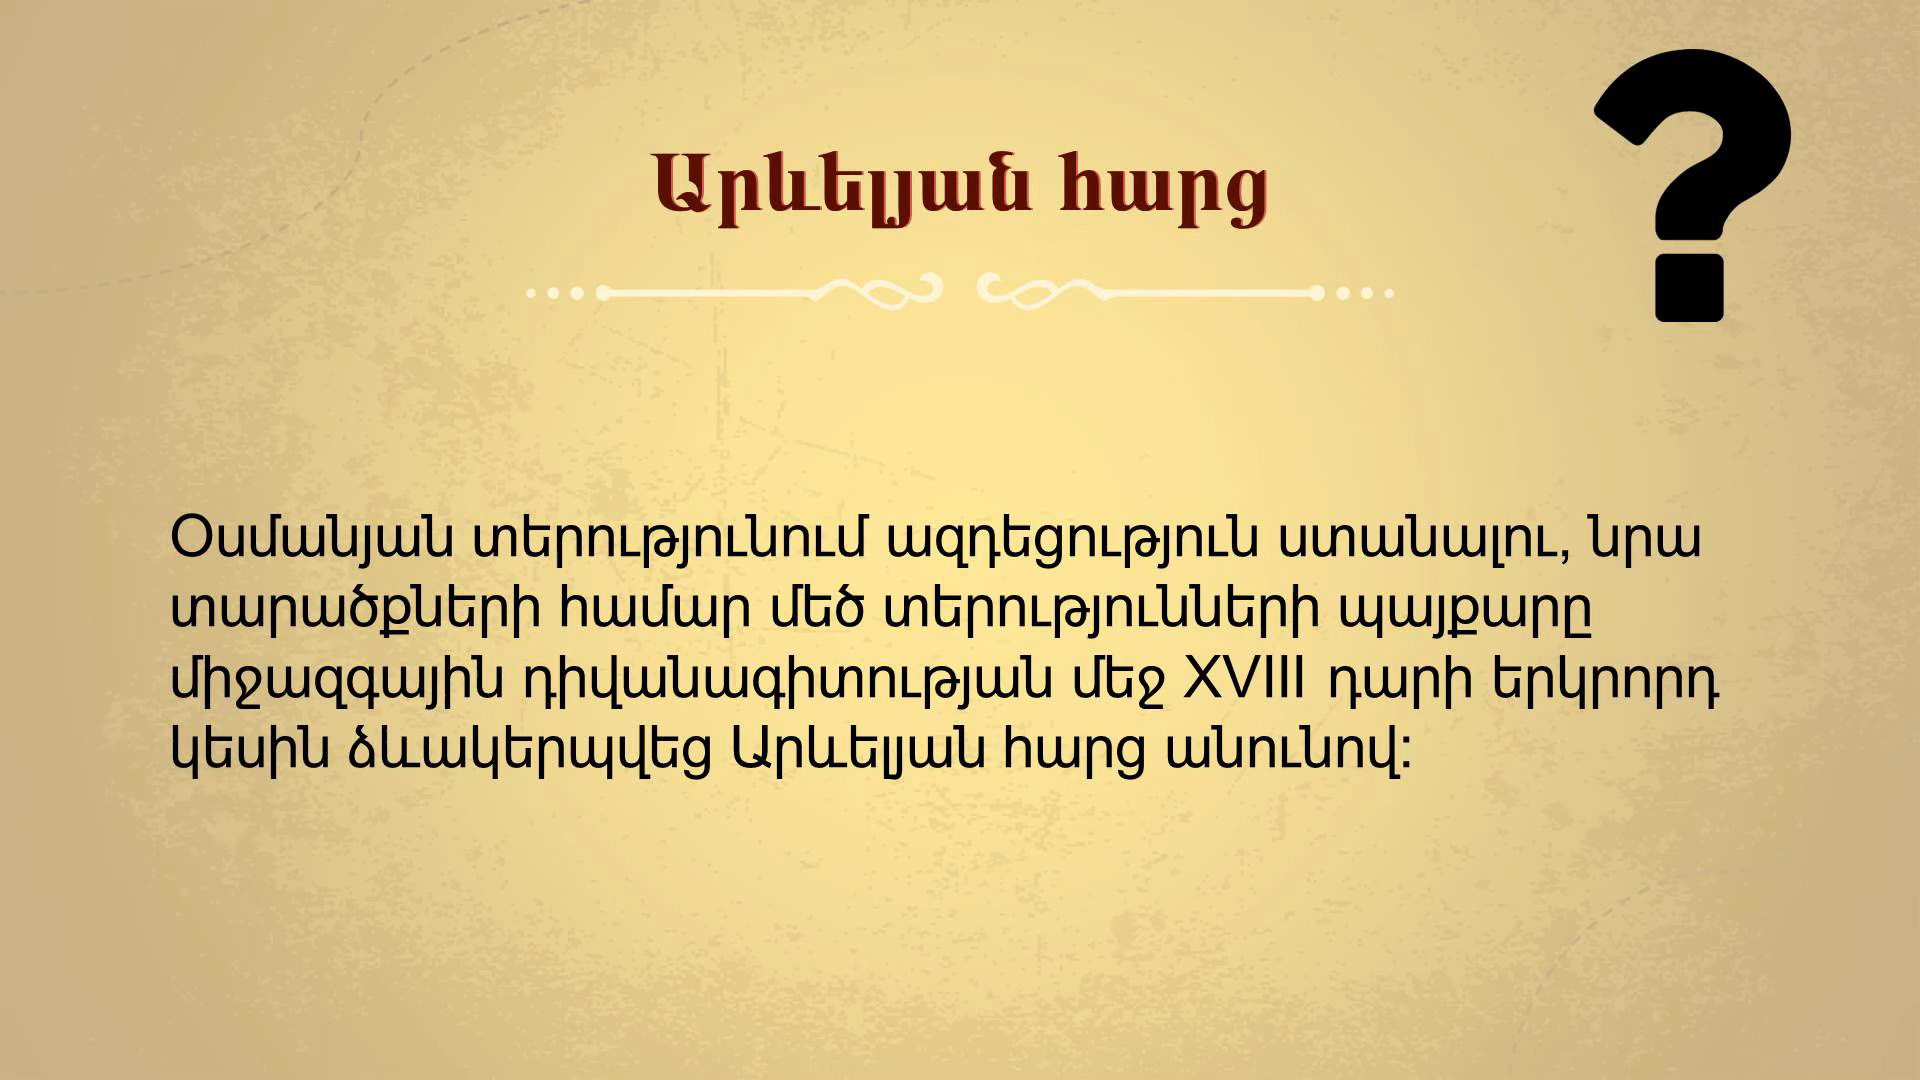 Արևելյան հարց
Օսմանյան տերությունում ազդեցություն ստանալու, նրա
տարածքների համար մեծ տերությունների պայքարը
միջազգային դիվանագիտության մեջ XVIII դարի երկրորդ
կեսին ձևակերպվեց Արևելյան հարց անունով: